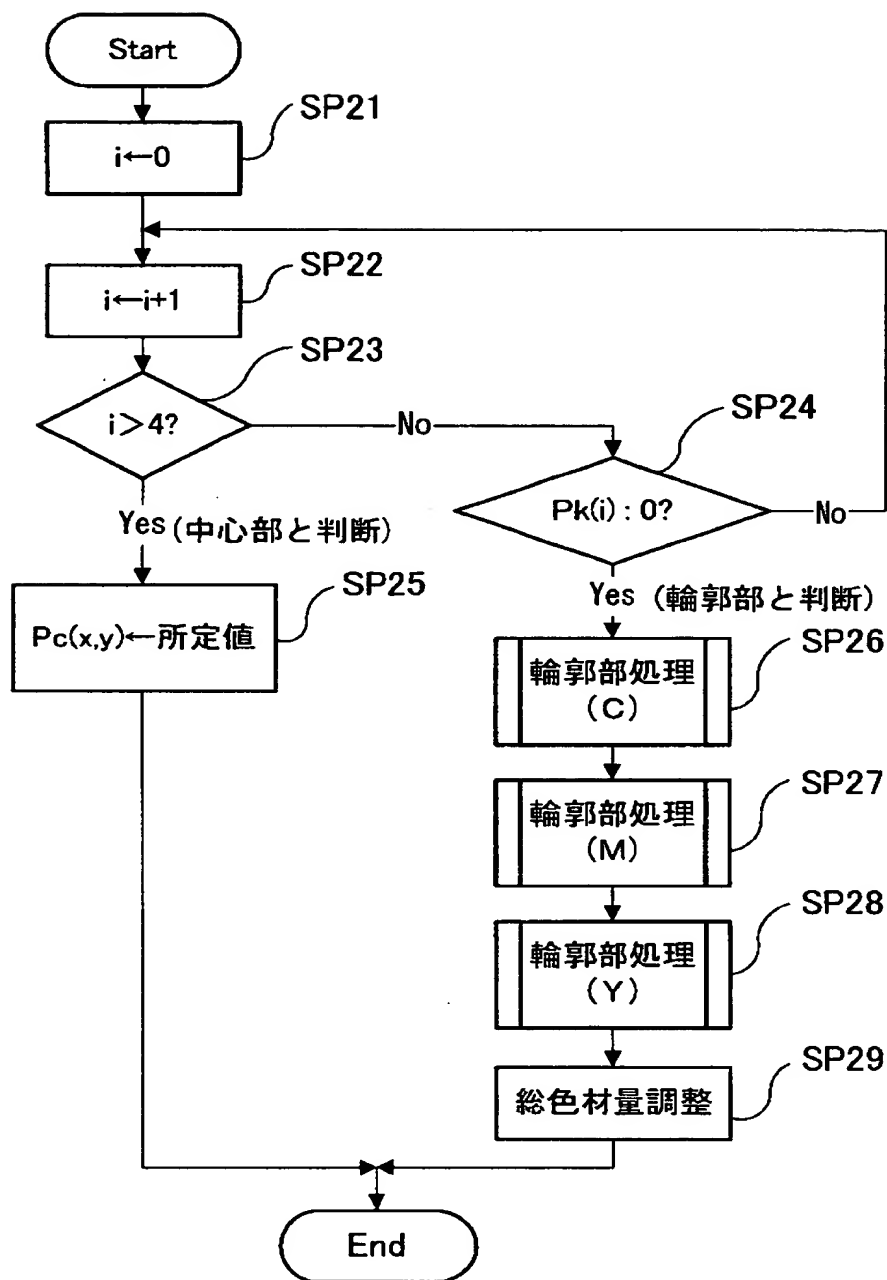 Start
SP21
i←0
SP22
i←i+1
SP23
i＞4?
No
SP24
Pk(i) : 0?
No
Yes (中心部と判断)
SP25
Pc(x,y)←所定値
Yes (輪郭部と判断)
SP26
輪郭部処理
(C)
SP27
輪郭部処理
(M)
SP28
輪郭部処理
(Y)
SP29
総色材量調整
End